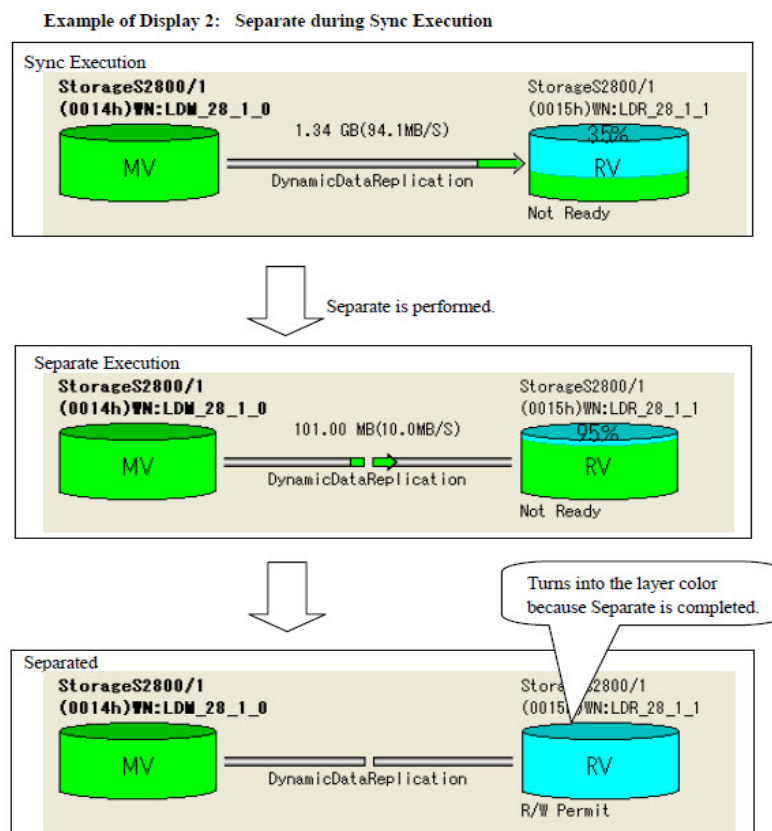 Example of Display 2: Separate during Sync Execution
Sync Execution
StorageS2800/1
(0014h)WN:LDM_28_1_0
StorageS2800/1
(0015h)WN:LDR_28_1_1
1.34 GB(94.1MB/S)
35%
MV
RV
DynamicDataReplication
Not Ready
Separate is performed.
Separate Execution
StorageS2800/1
(0014h)WN:LDM_28_1_0
StorageS2800/1
(0015h)WN:LDR_28_1_1
101.00 MB(10.0MB/S)
95%
MV
RV
DynamicDataReplication
Not Ready
Turns into the layer color
because Separate is completed.
Separated
StorageS2800/1
(0014h)WN:LDM_28_1_0
S2800/1
WN:LDR_28_1_1
MV
RV
DynamicDataReplication
R/W Permit